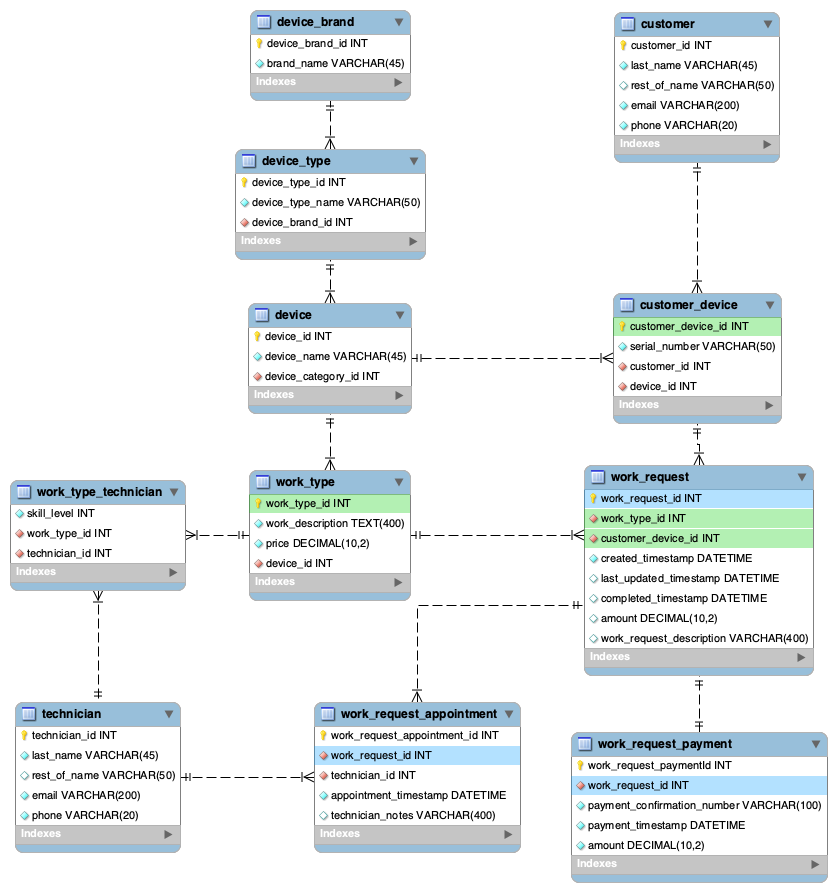 device_brand
device_brand_id INT
brand_name VARCHAR(45)
Indexes
customer
customer_id INT
last_name VARCHAR(45)
rest_of_name VARCHAR(50)
email VARCHAR(200)
phone VARCHAR(20)
Indexes
device_type
device_type_id INT
device_type_name VARCHAR(50)
device_brand_id INT
Indexes
device
device_id INT
device_name VARCHAR(45)
device_category_id INT
Indexes
customer_device
customer_device_id INT
serial_number VARCHAR(50)
customer_id INT
device_id INT
Indexes
work_type_technician
skill_level INT
work_type_id INT
technician_id INT
Indexes
work_type
work_type_id INT
work_description TEXT(400)
price DECIMAL(10,2)
device_id INT
Indexes
work_request
work_request_id INT
work_type_id INT
customer_device_id INT
created_timestamp DATETIME
last_updated_timestamp DATETIME
completed_timestamp DATETIME
amount DECIMAL(10,2)
work_request_description VARCHAR(400)
Indexes
technician
technician_id INT
last_name VARCHAR(45)
rest_of_name VARCHAR(50)
email VARCHAR(200)
phone VARCHAR(20)
Indexes
work_request_appointment
work_request_appointment_id INT
work_request_id INT
technician_id INT
appointment_timestamp DATETIME
technician_notes VARCHAR(400)
Indexes
work_request_payment
work_request_paymentId INT
work_request_id INT
payment_confirmation_number VARCHAR(100)
payment_timestamp DATETIME
amount DECIMAL(10,2)
Indexes